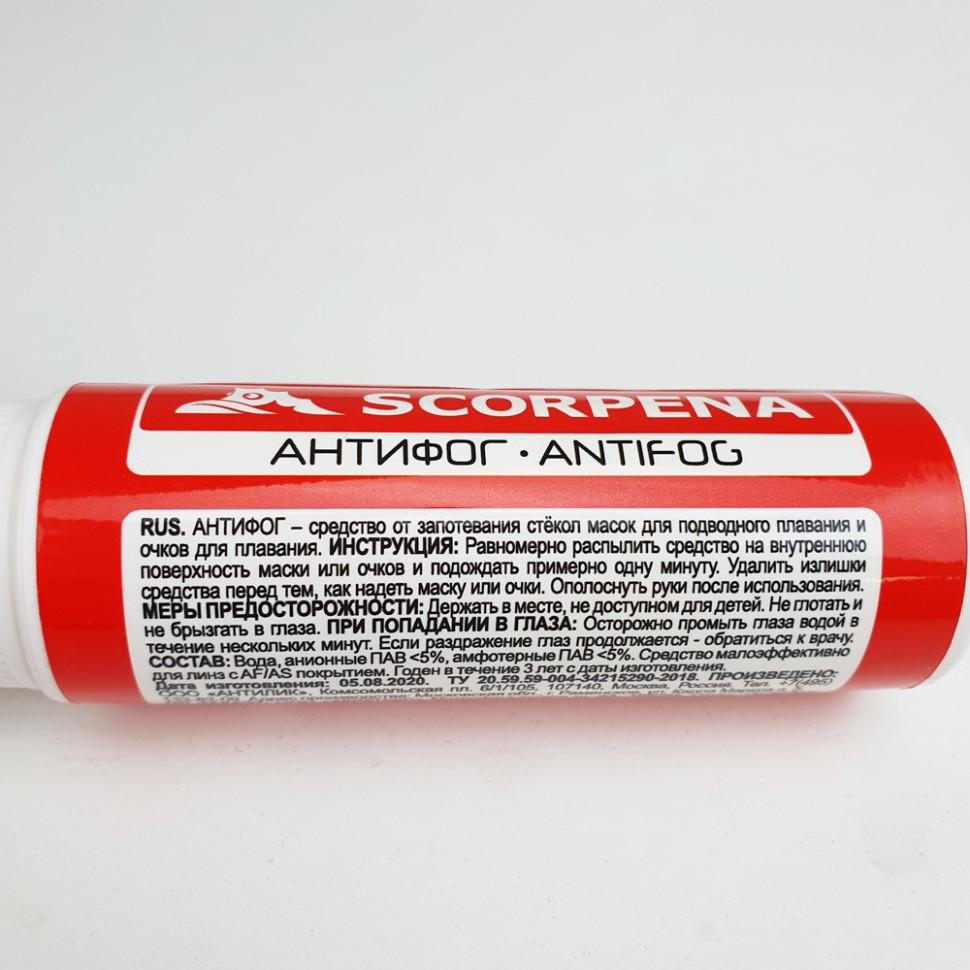 SCORPENA
АНТИФОГ · ANTIFOG
RUS. АНТИФОГ – средство от запотевания стёкол масок для подводного плавания и
очков для плавания. ИНСТРУКЦИЯ: Равномерно распылить средство на внутреннюю
поверхность маски или очков и подождать примерно одну минуту. Удалить излишки
средства перед тем, как надеть маску или очки. Ополоснуть руки после использования.
МЕРЫ ПРЕДОСТОРОЖНОСТИ: Держать в месте, не доступном для детей. Не глотать и
не брызгать в глаза. ПРИ ПОПАДАНИИ В ГЛАЗА: Осторожно промыть глаза водой в
течение нескольких минут. Если раздражение глаз продолжается - обратиться к врачу.
СОСТАВ: Вода, анионные ПАВ <5%, амфотерные ПАВ <5%. Средство малоэффективно
для линз с AF/AS покрытием. Годен в течение 3 лет с даты изготовления.
Дата изготовления: 05.08.2020. ТУ 20.59.59-004-34215290-2018. ПРОИЗВЕДЕНО:
ООО «АНТИЛИК», Комсомольская пл. 6/1/105, 107140, Москва, Россия. Тел. +7(495)